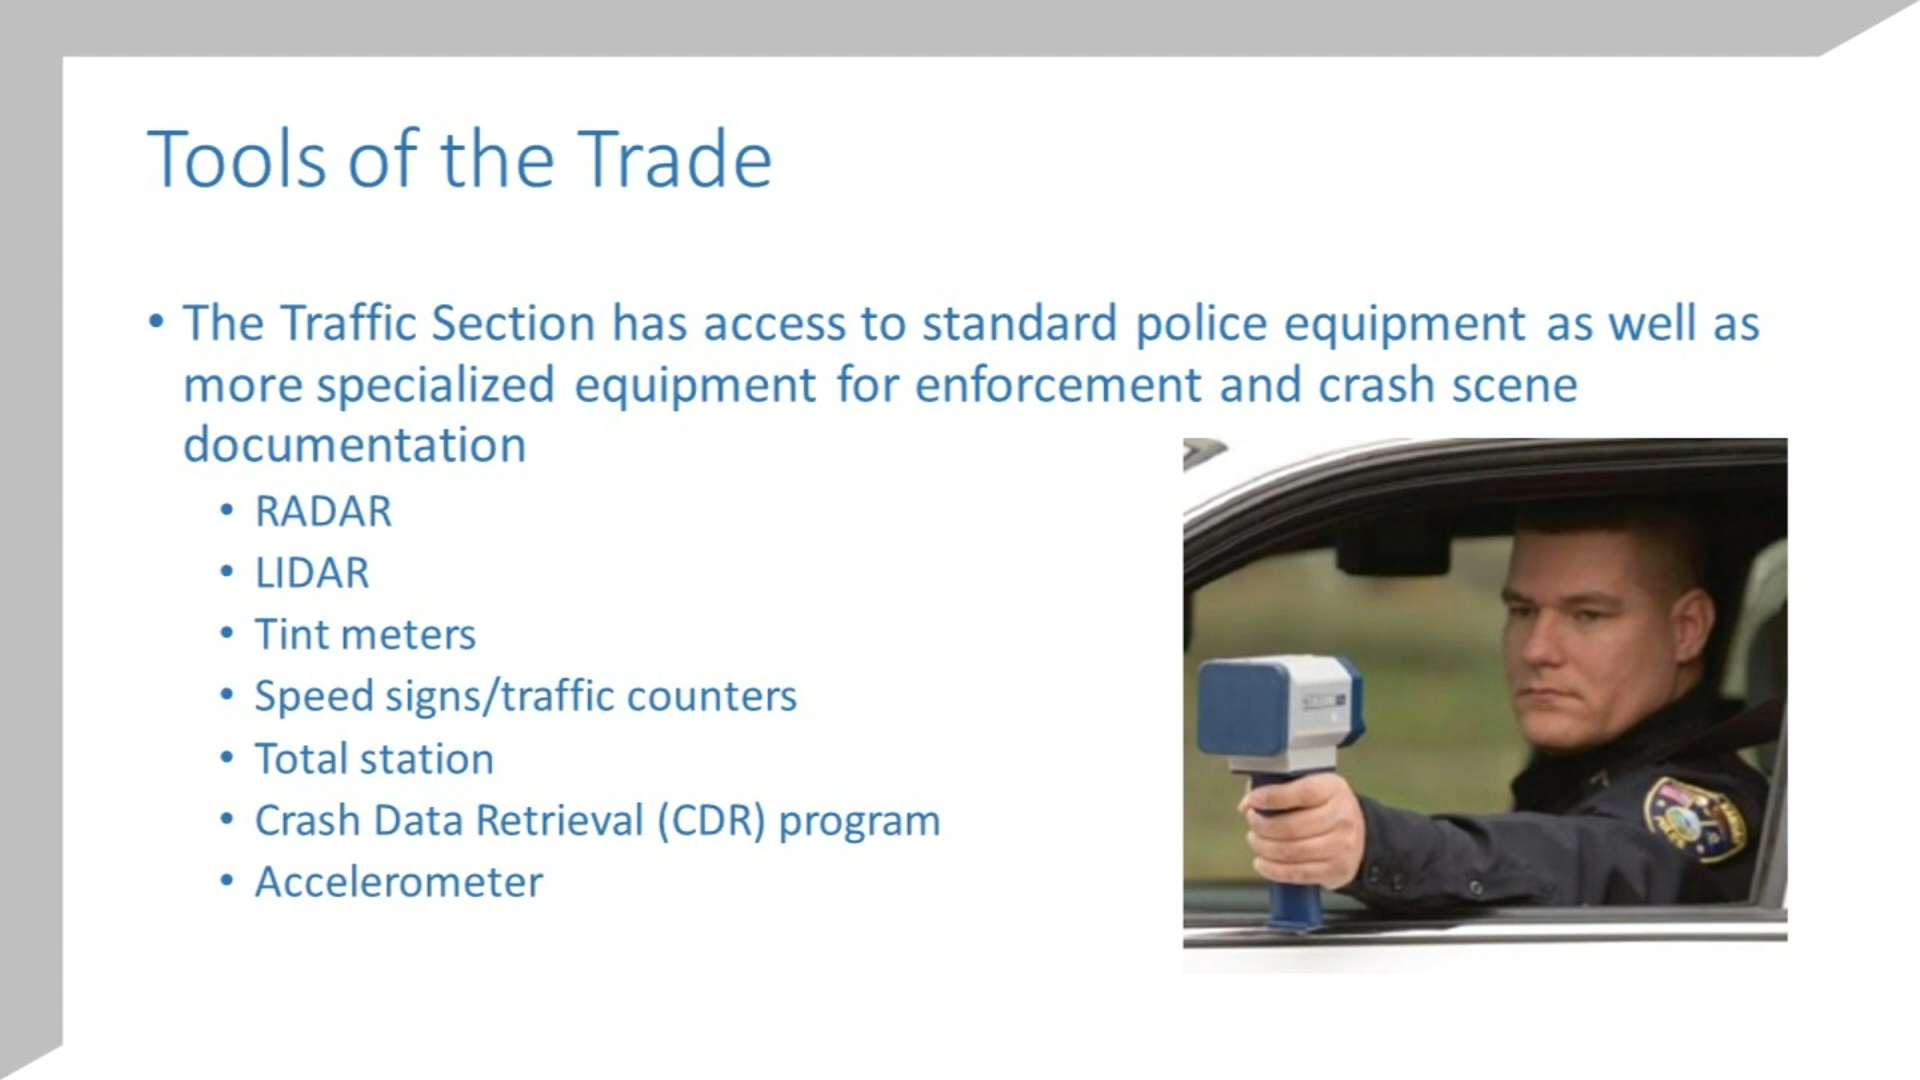 Tools of the Trade
• The Traffic Section has access to standard police equipment as well as
more specialized equipment for enforcement and crash scene
documentation
• RADAR
• LIDAR
• Tint meters
• Speed signs/traffic counters
• Total station
• Crash Data Retrieval (CDR) program
• Accelerometer